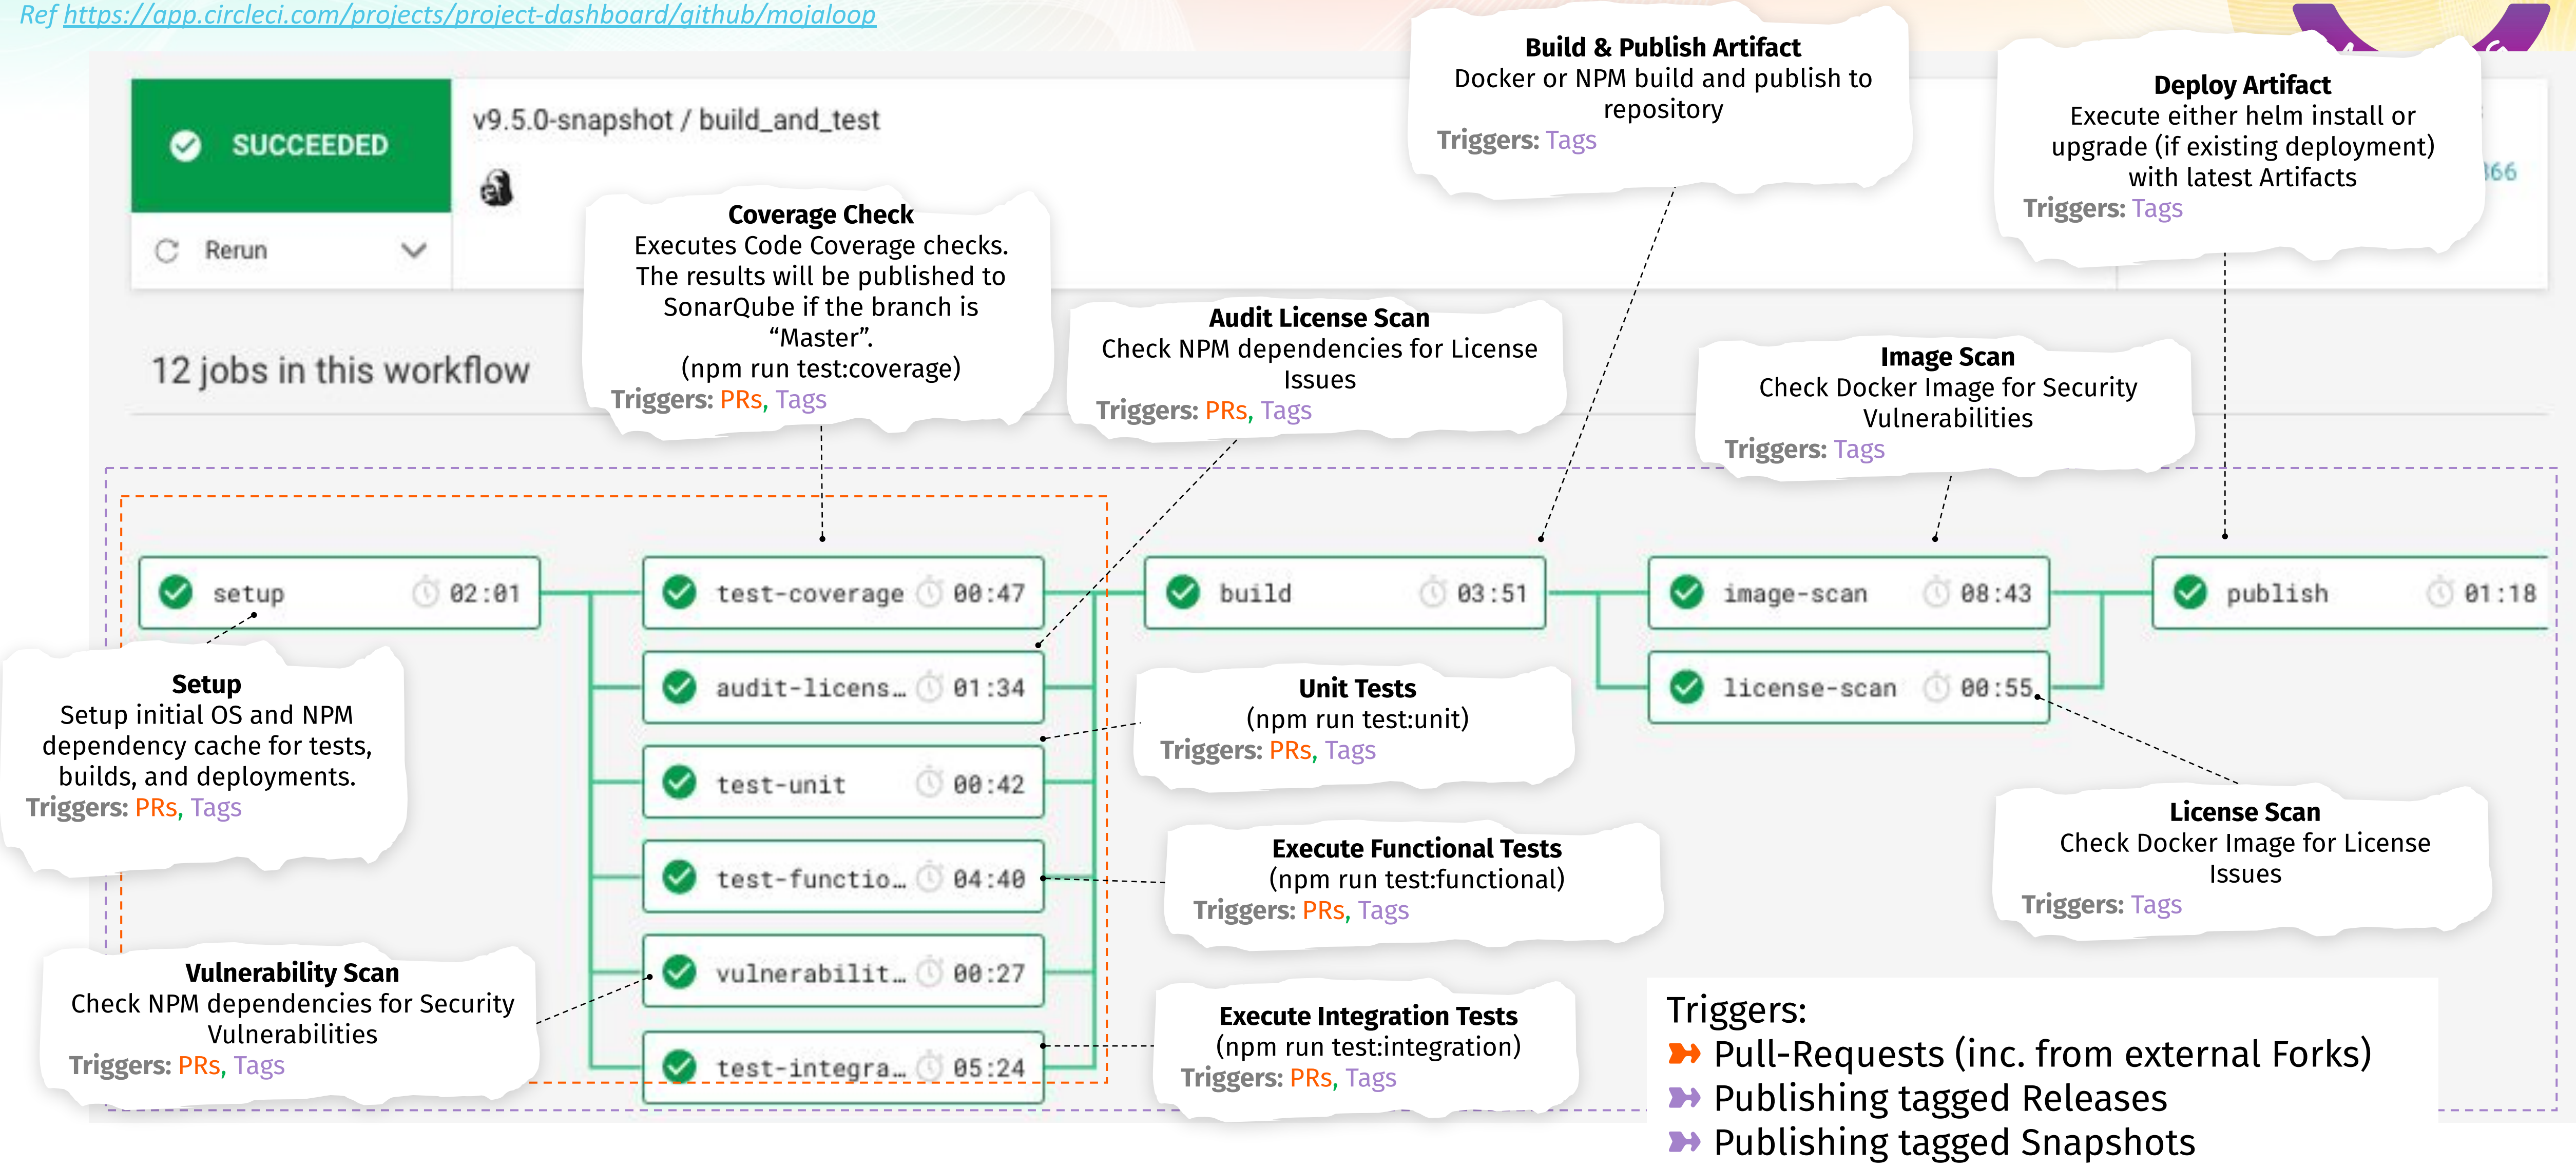 Ref https://app.circleci.com/projects/project-dashboard/github/mojaloop
SUCCEEDED
Rerun
v9.5.0-snapshot / build_and_test
12 jobs in this workflow
Coverage Check
Executes Code Coverage checks.
The results will be published to
SonarQube if the branch is
“Master”.
(npm run test:coverage)
Triggers: PRs, Tags
Audit License Scan
Check NPM dependencies for License
Issues
Triggers: PRs, Tags
Build & Publish Artifact
Docker or NPM build and publish to
repository
Triggers: Tags
Image Scan
Check Docker Image for Security
Vulnerabilities
Triggers: Tags
Deploy Artifact
Execute either helm install or
upgrade (if existing deployment)
with latest Artifacts
Triggers: Tags
366
setup 02:01
test-coverage 00:47
audit-licens… 01:34
test-unit 00:42
test-functio… 04:40
vulnerabilit… 00:27
test-integra… 05:24
build 03:51
image-scan 08:43
license-scan 00:55
publish 01:18
Setup
Setup initial OS and NPM
dependency cache for tests,
builds, and deployments.
Triggers: PRs, Tags
Vulnerability Scan
Check NPM dependencies for Security
Vulnerabilities
Triggers: PRs, Tags
Unit Tests
(npm run test:unit)
Triggers: PRs, Tags
Execute Functional Tests
(npm run test:functional)
Triggers: PRs, Tags
Execute Integration Tests
(npm run test:integration)
Triggers: PRs, Tags
License Scan
Check Docker Image for License
Issues
Triggers: Tags
Triggers:
Pull-Requests (inc. from external Forks)
Publishing tagged Releases
Publishing tagged Snapshots